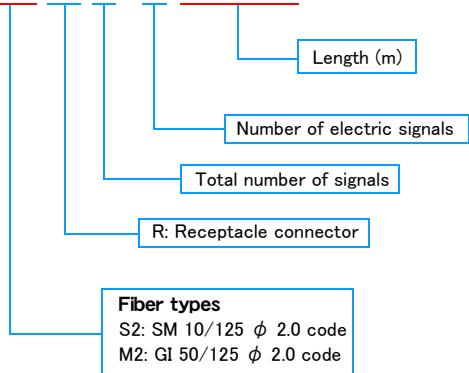 Length (m)
Number of electric signals
Total number of signals
R: Receptacle connector
Fiber types
S2: SM 10/125 φ 2.0 code
M2: GI 50/125 φ 2.0 code